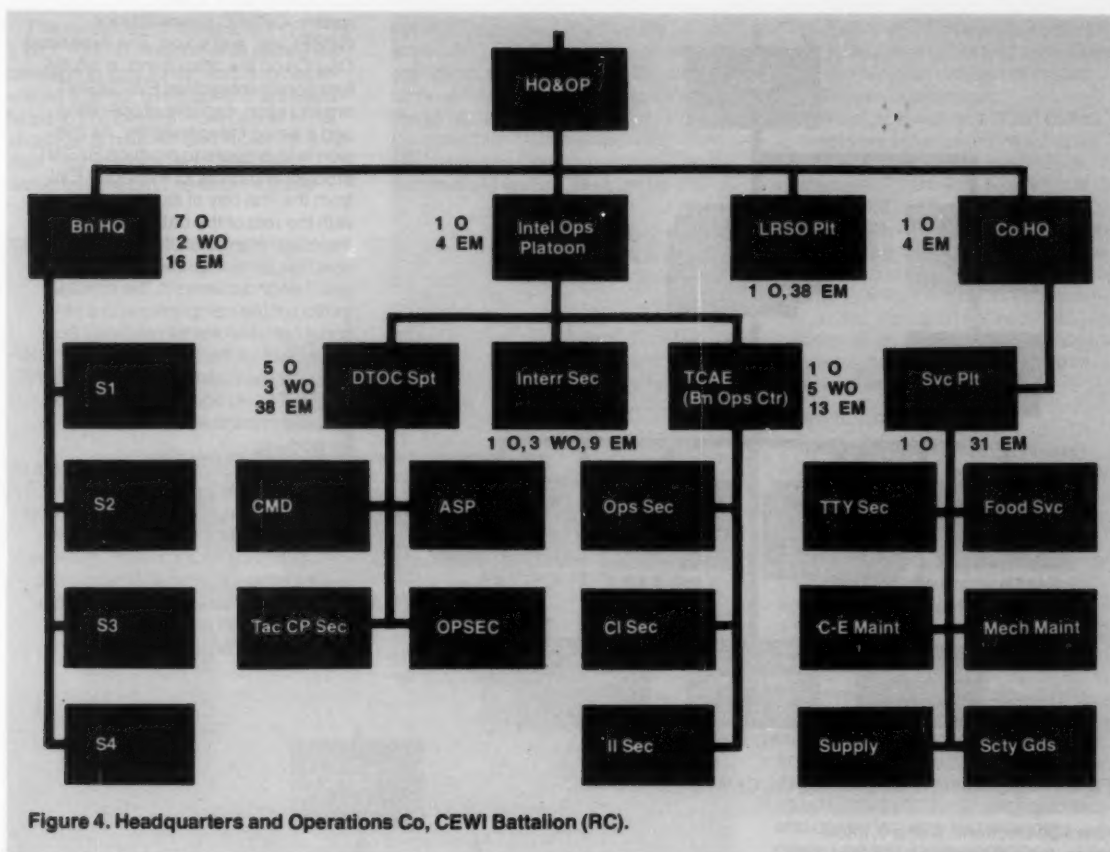 HQ&OP
Bn HQ
7 O
2 WO
16 EM
1 O
4 EM
Intel Ops
Platoon
LRSO Plt
1 O, 38 EM
1 O
4 EM
Co HQ
S1
5 O
3 WO
38 EM
DTOC Spt
Interr Sec
1 O, 3 WO, 9 EM
TCAE
(Bn Ops Ctr)
1 O
5 WO
13 EM
Svc Plt
1 O 31 EM
S2
CMD
ASP
Ops Sec
TTY Sec
Food Svc
S3
Tac CP Sec
OPSEC
CI Sec
C-E Maint
Mech Maint
S4
II Sec
Supply
Scty Gds
Figure 4. Headquarters and Operations Co, CEWI Battalion (RC).